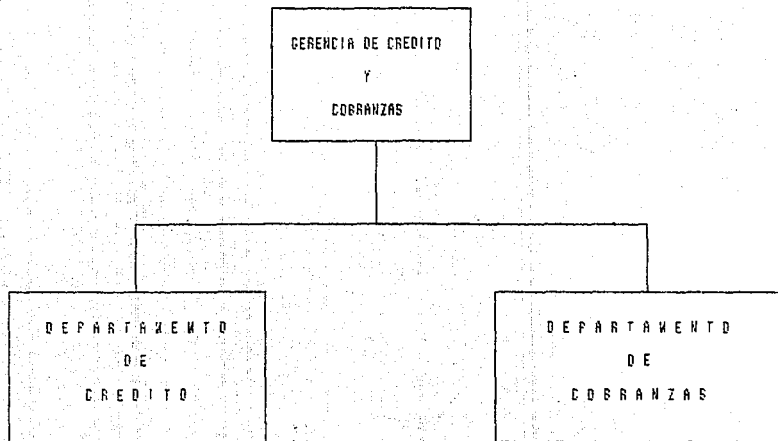 GERENCIA DE CREDITO
Y
COBRANZAS
DEPARTAMENTO
DE
CREDITO
DEPARTAMENTO
DE
COBRANZAS